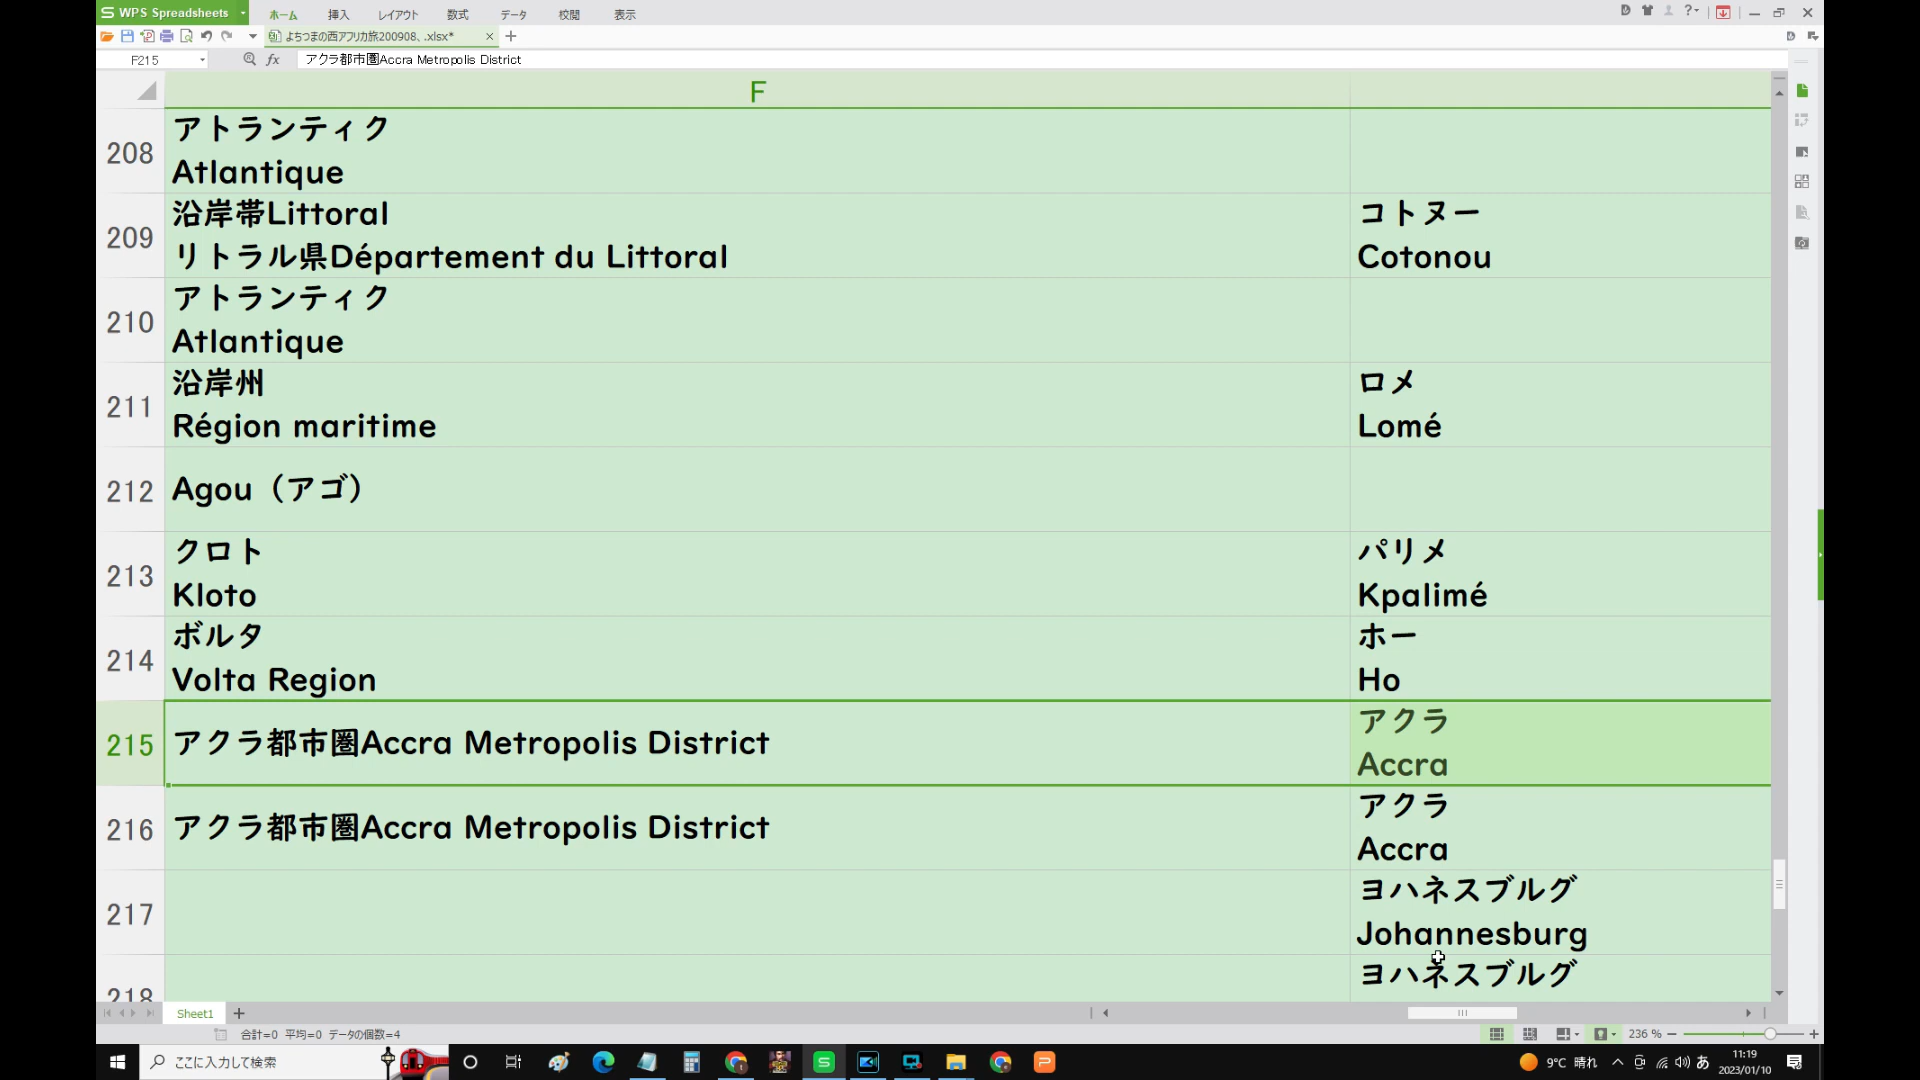 WPS Spreadsheets
ホーム 挿入 レイアウト 数式 データ 校閲 表示
よちつまの西アフリカ旅200908、.xlsx*
F215 fx アクラ都市圏Accra Metropolis District
F
208 アトランティク
Atlantique
209 沿岸帯Littoral コトヌー
リトラル県Département du Littoral Cotonou
210 アトランティク
Atlantique
211 沿岸州 ロメ
Région maritime Lomé
212 Agou（アゴ）
213 クロト パリメ
Kloto Kpalimé
214 ボルタ ホー
Volta Region Ho
215 アクラ都市圏Accra Metropolis District アクラ
Accra
216 アクラ都市圏Accra Metropolis District アクラ
Accra
217 ヨハネスブルグ
Johannesburg
218 ヨハネスブルグ
Sheet1
合計=0 平均=0 データの個数=4 236 %
ここに入力して検索 9°C 晴れ あ 11:19
2023/01/10